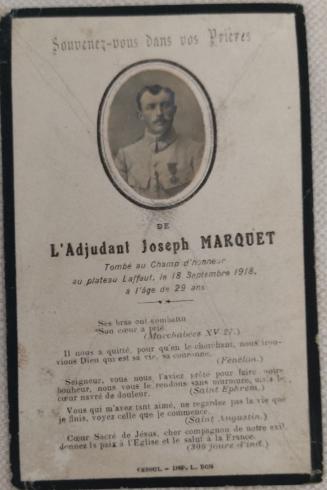 Souvenez-vous dans vos Prières
DE
L'Adjudant Joseph MARQUET
Tombé au Champ d'honneur
au plateau Laffaut, le 18 Septembre 1918,
à l'âge de 29 ans
Ses bras ont combattu
Son cœur a prié.
(Macchabées XV 27.)
Il nous a quitté, pour qu'en le cherchant, nous trou-
vions Dieu qui est sa vie, sa couronne. (Fénélon.)
Seigneur, vous nous l'aviez prêté pour faire notre
bonheur, nous vous le rendons sans murmure, mais le
cœur navré de douleur. (Saint Ephrem.)
Vous qui m'avez tant aimé, ne regardez pas la vie que
je finis, voyez celle que je commence.
(Saint Augustin.)
Cœur Sacré de Jésus, cher compagnon de notre exil
donnez la paix à l'Eglise et le salut à la France.
(300 jours d'ind.)
VESOUL — IMP. L. BON